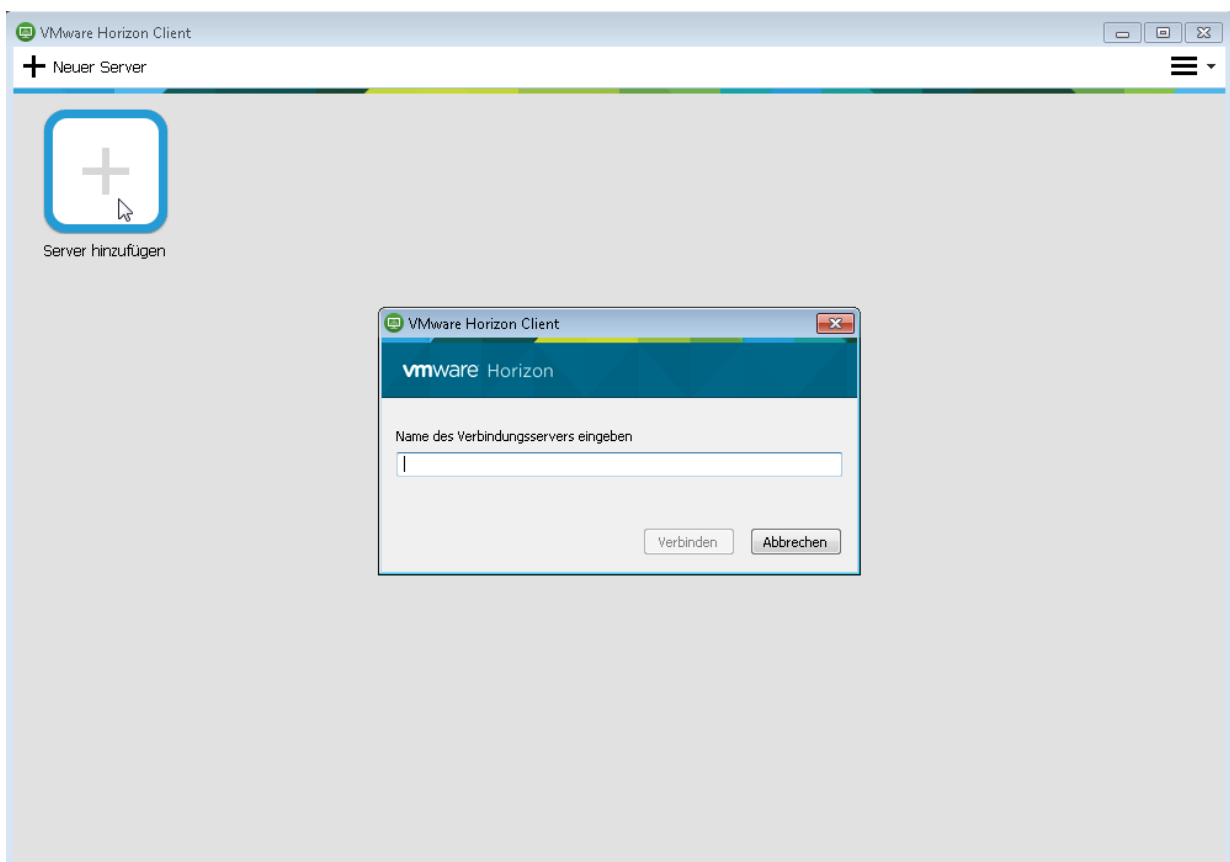 VMware Horizon Client
Neuer Server
Server hinzufügen
VMware Horizon Client
vmware Horizon
Name des Verbindungsservers eingeben
Verbinden Abbrechen